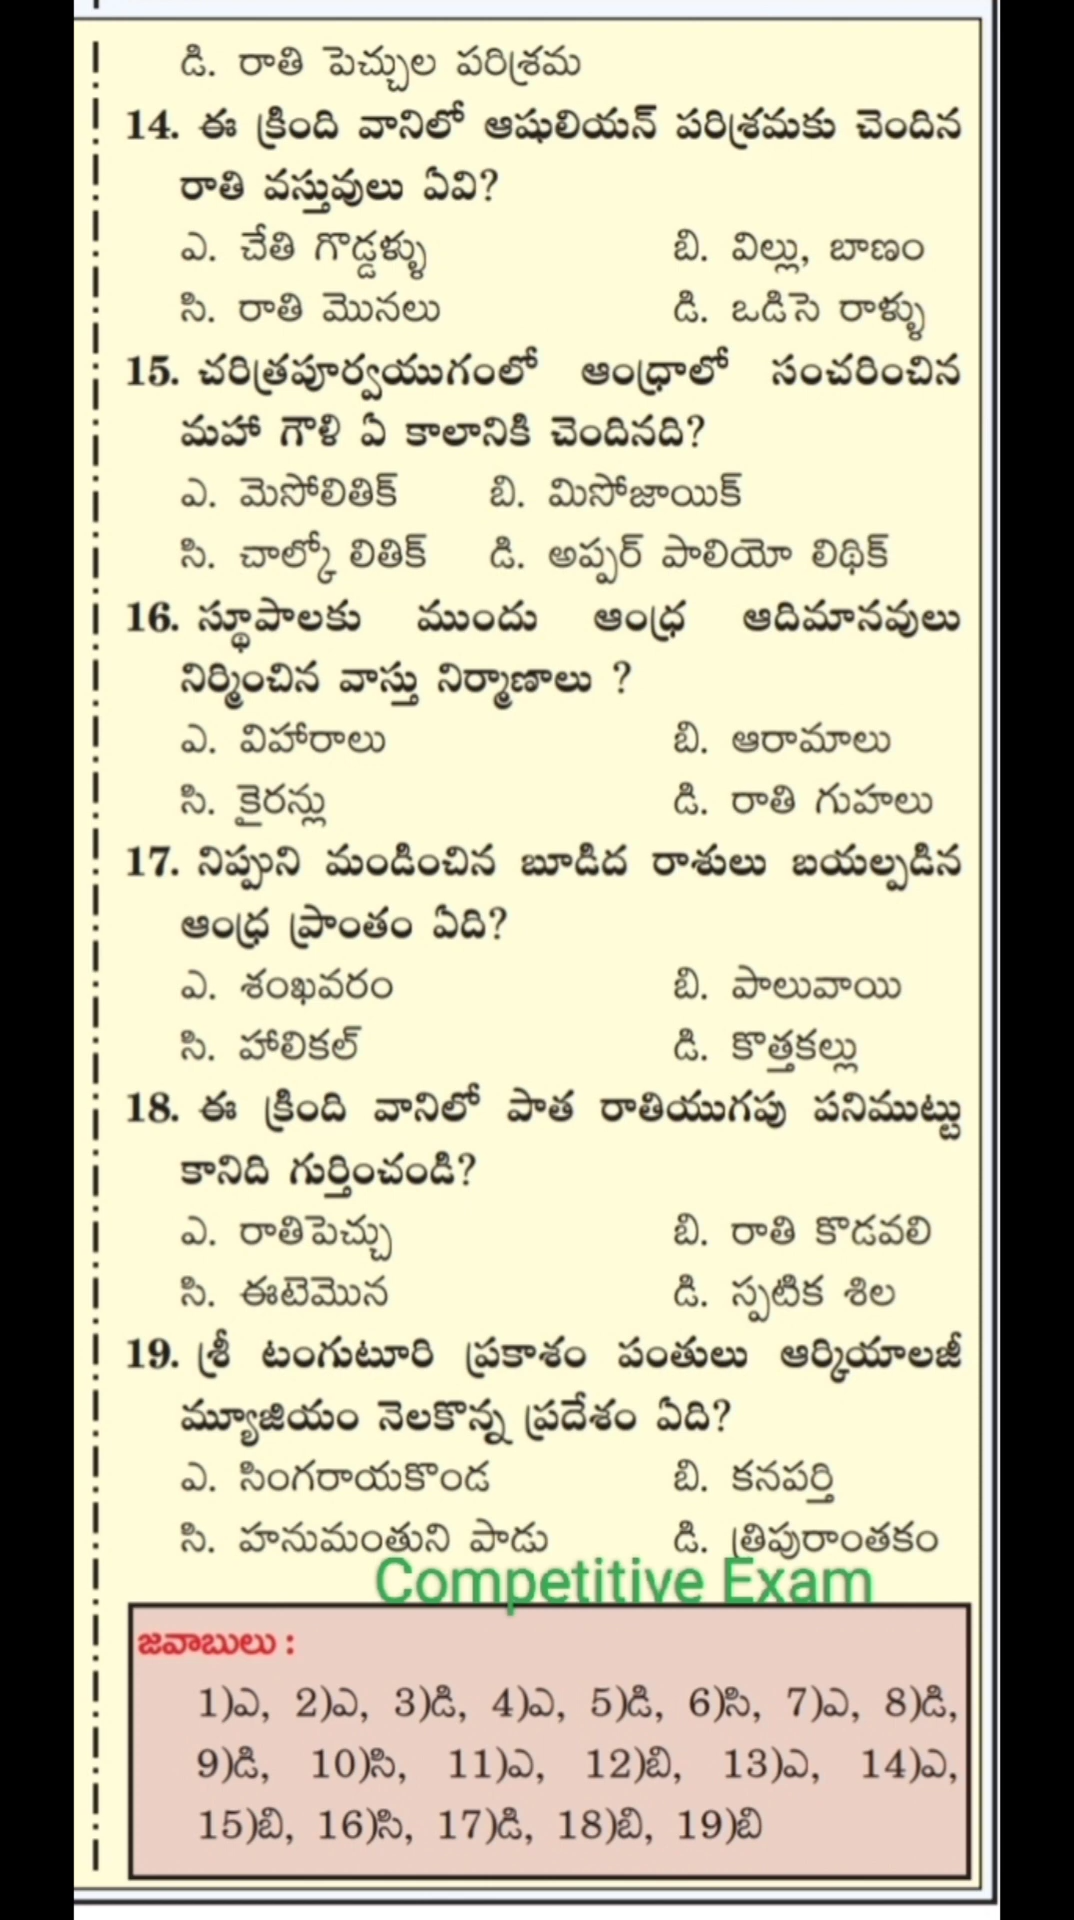 డి. రాతి పెచ్చుల పరిశ్రమ
14. ఈ క్రింది వానిలో ఆషులియన్ పరిశ్రమకు చెందిన
రాతి వస్తువులు ఏవి?
ఎ. చేతి గొడ్డళ్ళు బి. విల్లు, బాణం
సి. రాతి మొనలు డి. ఒడిసె రాళ్ళు
15. చరిత్రపూర్వయుగంలో ఆంధ్రాలో సంచరించిన
మహా గౌళి ఏ కాలానికి చెందినది?
ఎ. మెసోలితిక్ బి. మిసోజాయిక్
సి. చాల్కో లితిక్ డి. అప్పర్ పాలియో లిథిక్
16. స్థూపాలకు ముందు ఆంధ్ర ఆదిమానవులు
నిర్మించిన వాస్తు నిర్మాణాలు ?
ఎ. విహారాలు బి. ఆరామాలు
సి. కైరన్లు డి. రాతి గుహలు
17. నిప్పుని మండించిన బూడిద రాశులు బయల్పడిన
ఆంధ్ర ప్రాంతం ఏది?
ఎ. శంఖవరం బి. పాలువాయి
సి. హాలికల్ డి. కొత్తకల్లు
18. ఈ క్రింది వానిలో పాత రాతియుగపు పనిముట్టు
కానిది గుర్తించండి?
ఎ. రాతిపెచ్చు బి. రాతి కొడవలి
సి. ఈటెమొన డి. స్పటిక శిల
19. శ్రీ టంగుటూరి ప్రకాశం పంతులు ఆర్కియాలజీ
మ్యూజియం నెలకొన్న ప్రదేశం ఏది?
ఎ. సింగరాయకొండ బి. కనపర్తి
సి. హనుమంతుని పాడు డి. త్రిపురాంతకం
Competitive Exam
జవాబులు :
1)ఎ, 2)ఎ, 3)డి, 4)ఎ, 5)డి, 6)సి, 7)ఎ, 8)డి,
9)డి, 10)సి, 11)ఎ, 12)బి, 13)ఎ, 14)ఎ,
15)బి, 16)సి, 17)డి, 18)బి, 19)బి